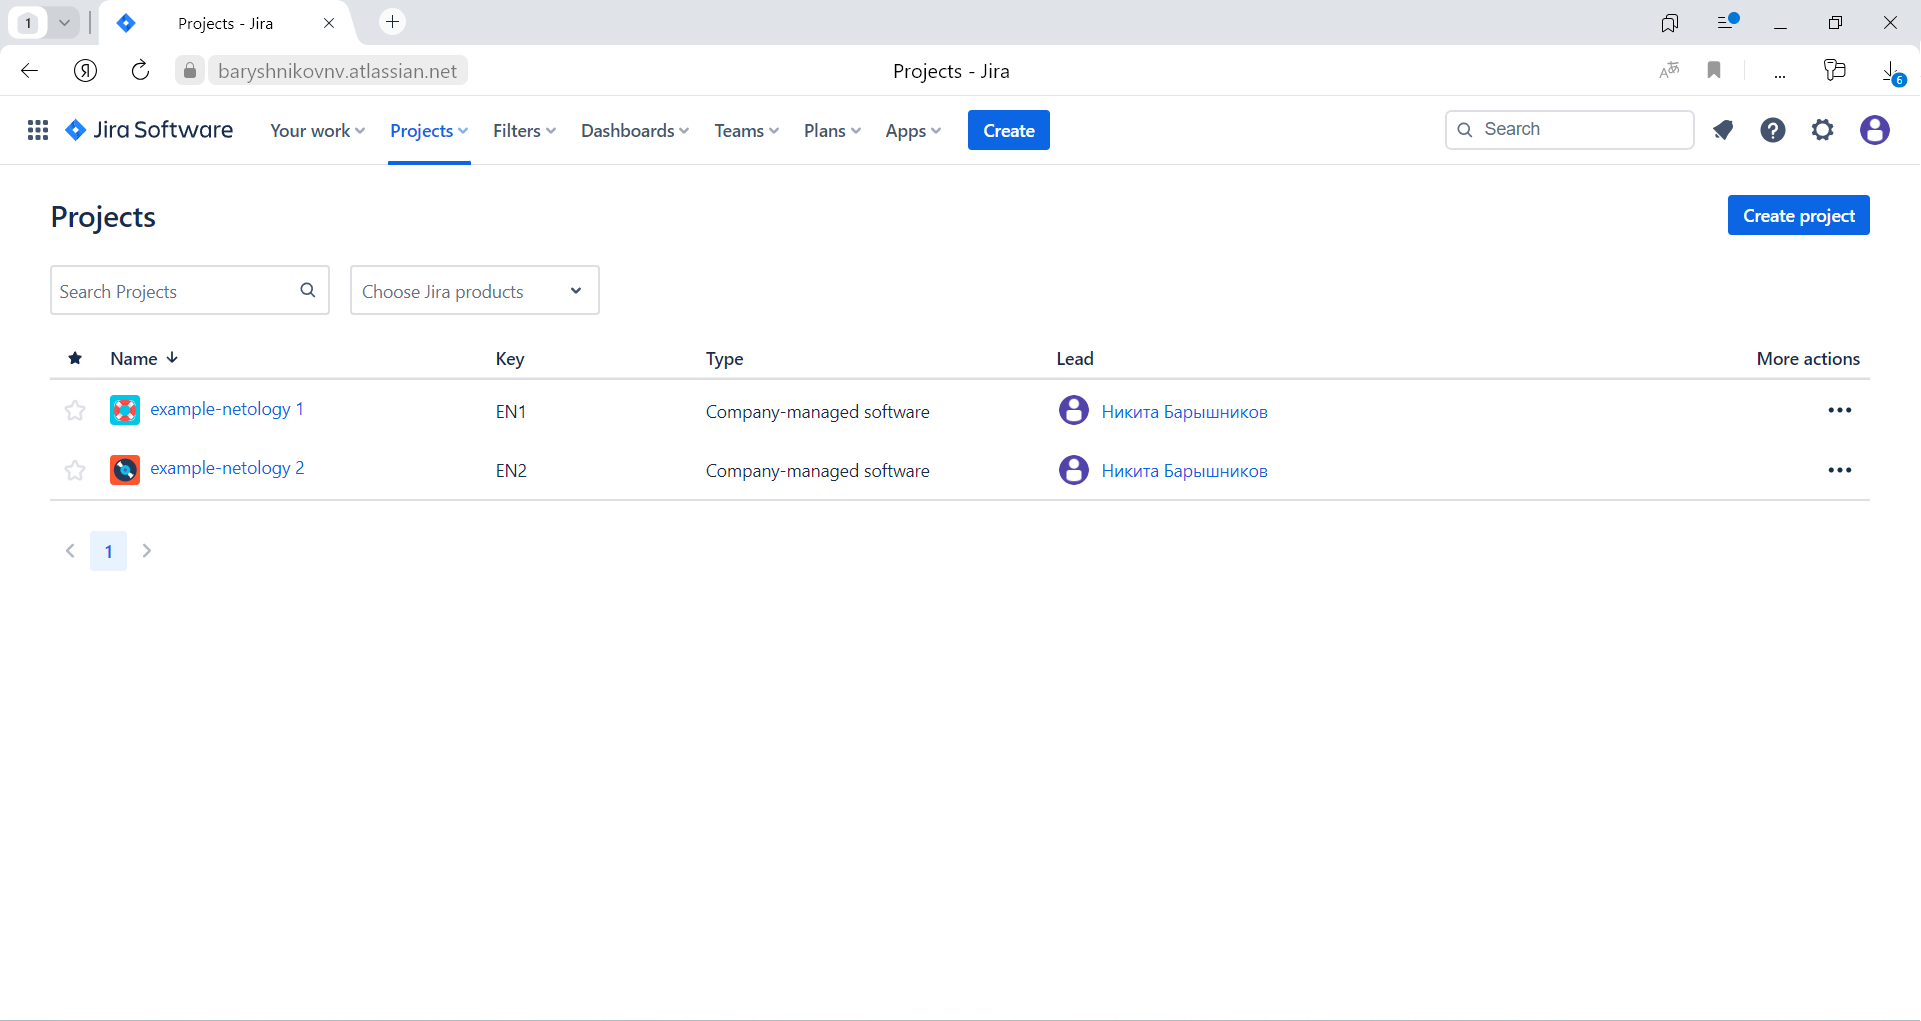 1
Projects - Jira
baryshnikovnv.atlassian.net
Projects - Jira
6
Jira Software
Your work
Projects
Filters
Dashboards
Teams
Plans
Apps
Create
Search
Projects
Create project
Search Projects
Choose Jira products
Name
Key
Type
Lead
More actions
example-netology 1
EN1
Company-managed software
Никита Барышников
example-netology 2
EN2
Company-managed software
Никита Барышников
1